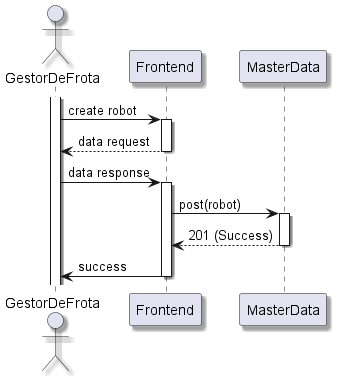 GestorDeFrota
Frontend
MasterData
create robot
data request
data response
post(robot)
201 (Success)
success
GestorDeFrota
Frontend
MasterData